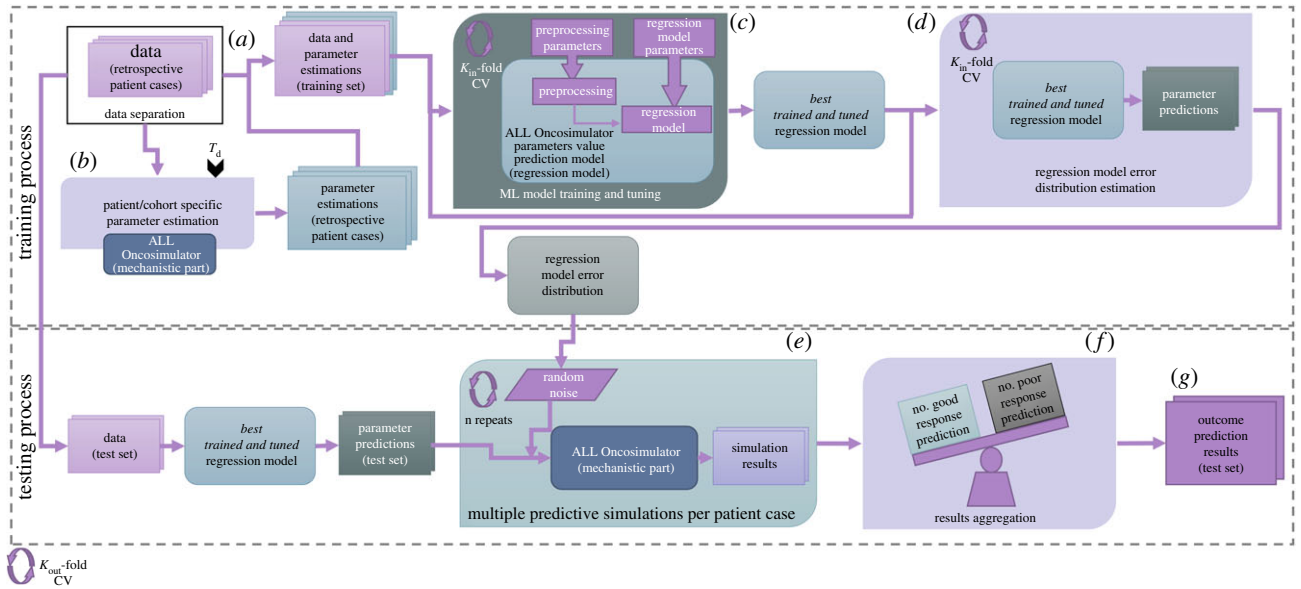 training process
(a)
data
(retrospective
patient cases)
data separation
data and
parameter
estimations
(training set)
(b)
T_d
patient/cohort specific
parameter estimation
ALL
Oncosimulator
(mechanistic part)
parameter
estimations
(retrospective
patient cases)
(c)
K_in-fold
CV
preprocessing
parameters
regression
model
parameters
preprocessing
regression
model
ALL Oncosimulator
parameters value
prediction model
(regression model)
ML model training and tuning
best
trained and tuned
regression model
(d)
K_in-fold
CV
best
trained and tuned
regression model
parameter
predictions
regression model error
distribution estimation
regression
model error
distribution
testing process
data
(test set)
best
trained and tuned
regression model
parameter
predictions
(test set)
(e)
n repeats
random
noise
ALL Oncosimulator
(mechanistic part)
simulation
results
multiple predictive simulations per patient case
(f)
no. good
response
prediction
no. poor
response
prediction
results aggregation
(g)
outcome
prediction
results
(test set)
K_out-fold
CV